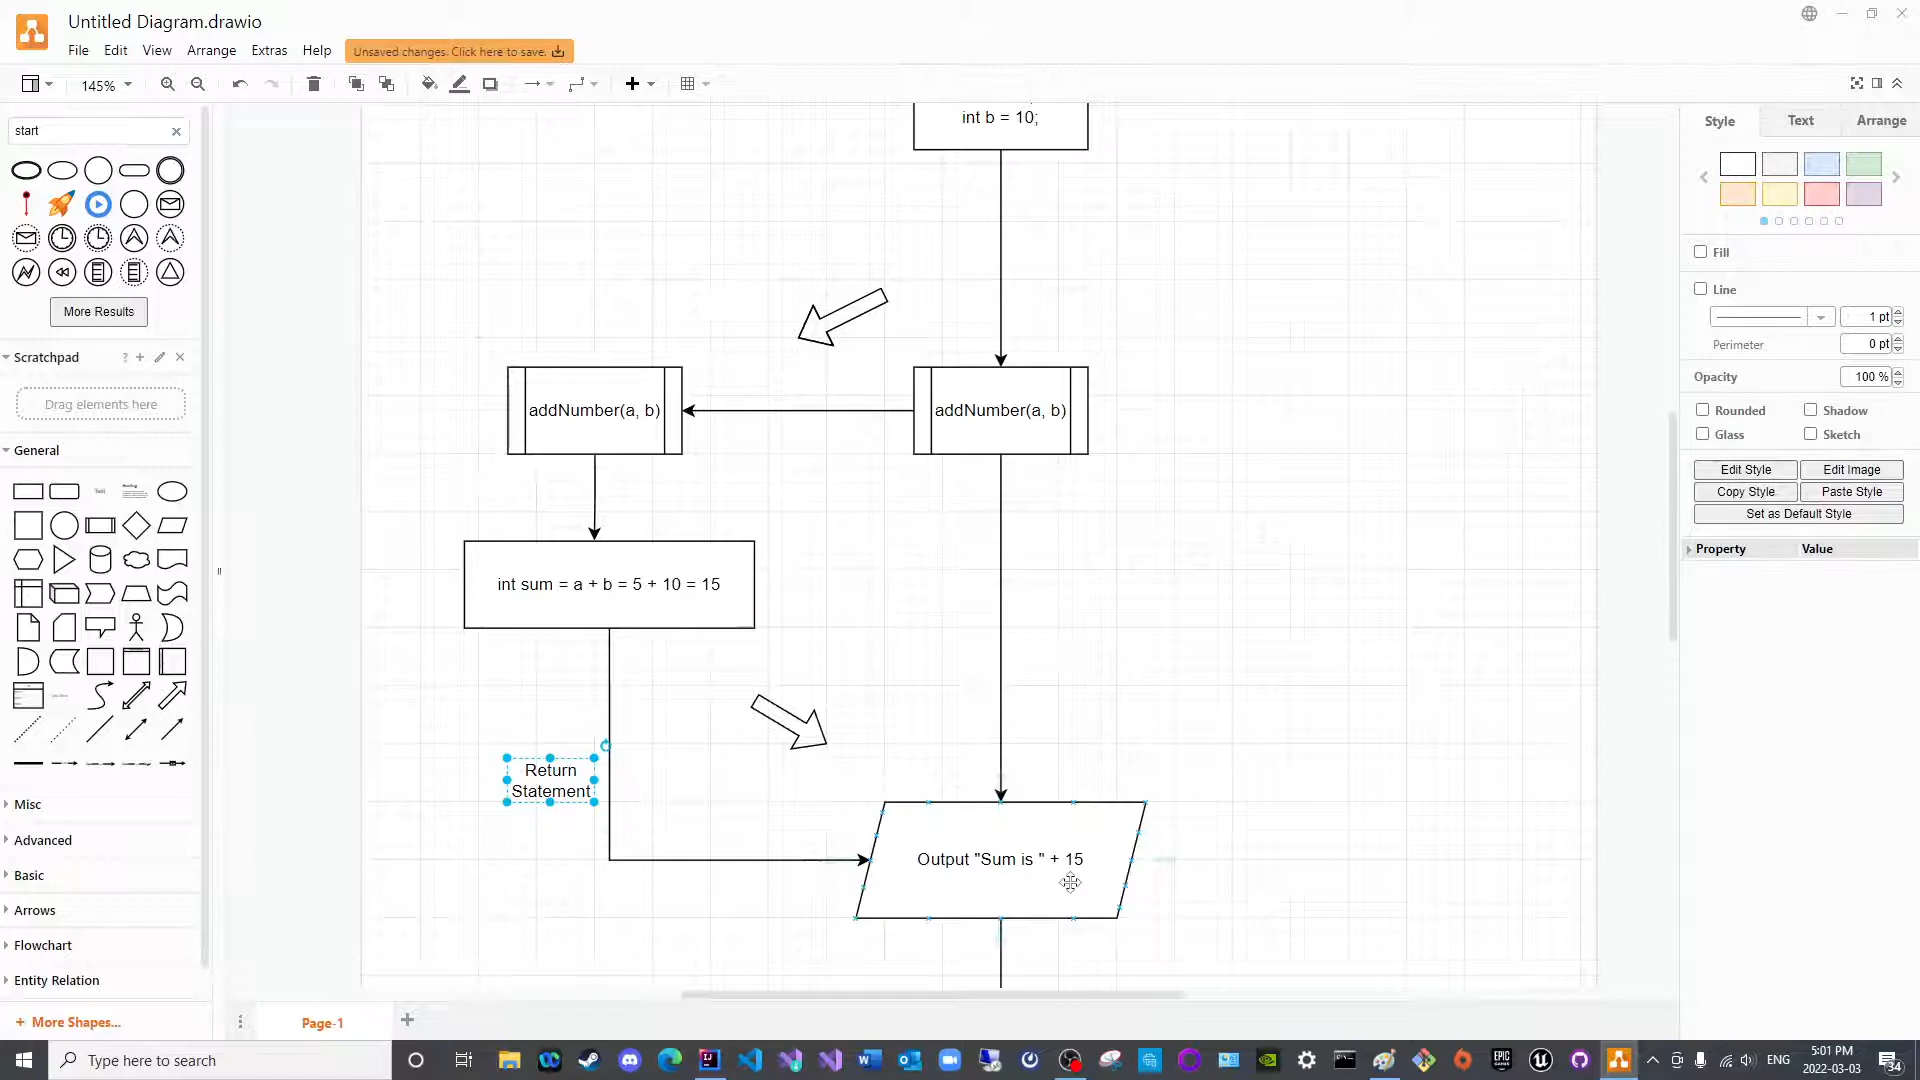 Untitled Diagram.drawio
File Edit View Arrange Extras Help Unsaved changes. Click here to save.
145%
start
More Results
Scratchpad ?
Drag elements here
General
Text
Heading
Misc
Advanced
Basic
Arrows
Flowchart
Entity Relation
+ More Shapes...
int b = 10;
addNumber(a, b)
addNumber(a, b)
int sum = a + b = 5 + 10 = 15
Return
Statement
Output "Sum is " + 15
Page-1
Style Text Arrange
Fill
Line
1 pt
Perimeter 0 pt
Opacity 100 %
Rounded Shadow
Glass Sketch
Edit Style Edit Image
Copy Style Paste Style
Set as Default Style
Property Value
Type here to search
ENG
5:01 PM
2022-03-03
34